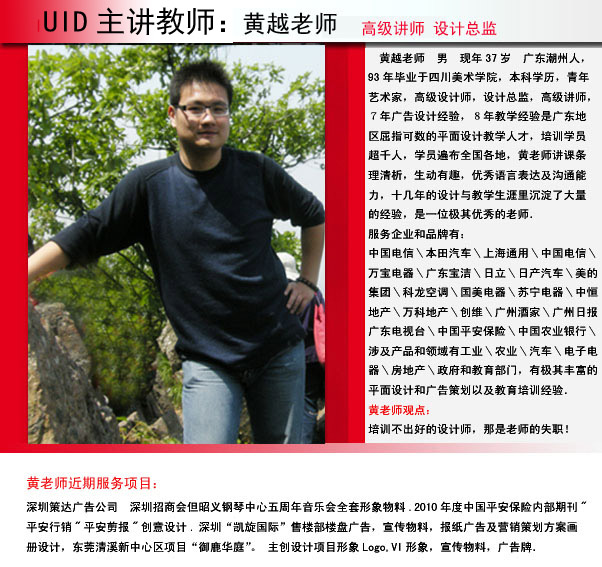 UID 主讲教师：黄越老师 高级讲师 设计总监
黄越老师 男 现年37岁 广东潮州人，
93年毕业于四川美术学院，本科学历，青年
艺术家，高级设计师，设计总监，高级讲师，
7年广告设计经验，8年教学经验是广东地
区屈指可数的平面设计教学人才，培训学员
超千人，学员遍布全国各地，黄老师讲课条
理清析，生动有趣，优秀语言表达及沟通能
力，十几年的设计与教学生涯里沉淀了大量
的经验，是一位极其优秀的老师.
服务企业和品牌有：
中国电信\本田汽车\上海通用\中国电信\
万宝电器\广东宝洁\日立\日产汽车\美的
集团\科龙空调\国美电器\苏宁电器\中恒
地产\万科地产\创维\广州酒家\广州日报
广东电视台\中国平安保险\中国农业银行\
涉及产品和领域有工业\农业\汽车\电子电
器\房地产\政府和教育部门，有极其丰富的
平面设计和广告策划以及教育培训经验.
黄老师观点：
培训不出好的设计师，那是老师的失职！
黄老师近期服务项目：
深圳策达广告公司 深圳招商会但昭义钢琴中心五周年音乐会全套形象物料.2010年度中国平安保险内部期刊"
平安行销"平安剪报"创意设计.深圳“凯旋国际”售楼部楼盘广告，宣传物料，报纸广告及营销策划方案画
册设计，东莞清溪新中心区项目“御鹿华庭”。主创设计项目形象Logo,VI形象，宣传物料，广告牌.